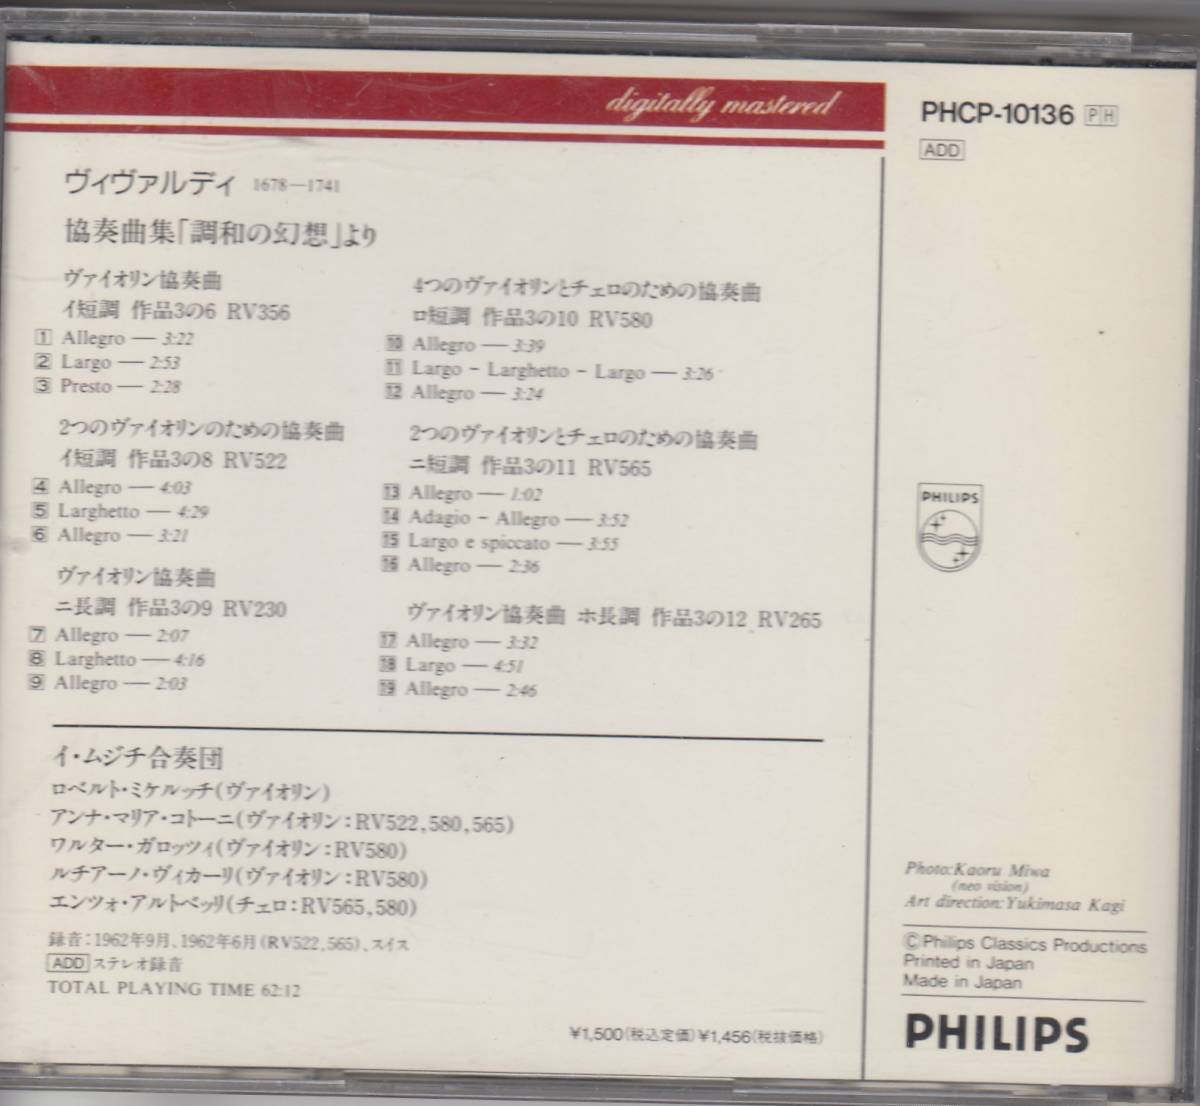 digitally mastered
PHCP-10136 PH
ADD
ヴィヴァルディ 1678—1741
協奏曲集「調和の幻想」より
ヴァイオリン協奏曲
イ短調 作品3の6 RV356
1 Allegro — 3:22
2 Largo — 2:53
3 Presto — 2:28
2つのヴァイオリンのための協奏曲
イ短調 作品3の8 RV522
4 Allegro — 4:03
5 Larghetto — 4:29
6 Allegro — 3:21
ヴァイオリン協奏曲
ニ長調 作品3の9 RV230
7 Allegro — 2:07
8 Larghetto — 4:16
9 Allegro — 2:03
4つのヴァイオリンとチェロのための協奏曲
ロ短調 作品3の10 RV580
10 Allegro — 3:39
11 Largo - Larghetto - Largo — 3:26
12 Allegro — 3:24
2つのヴァイオリンとチェロのための協奏曲
ニ短調 作品3の11 RV565
13 Allegro — 1:02
14 Adagio - Allegro — 3:52
15 Largo e spiccato — 3:55
16 Allegro — 2:36
ヴァイオリン協奏曲 ホ長調 作品3の12 RV265
17 Allegro — 3:32
18 Largo — 4:51
19 Allegro — 2:46
イ・ムジチ合奏団
ロベルト・ミケルッチ(ヴァイオリン)
アンナ・マリア・コトーニ(ヴァイオリン:RV522,580,565)
ワルター・ガロッツィ(ヴァイオリン:RV580)
ルチアーノ・ヴィカーリ(ヴァイオリン:RV580)
エンツォ・アルトベッリ(チェロ:RV565,580)
録音:1962年9月、1962年6月(RV522,565)、スイス
ADD ステレオ録音
TOTAL PLAYING TIME 62:12
¥1,500(税込定価)¥1,456(税抜価格)
PHILIPS
Photo:Kaoru Miwa
(neo vision)
Art direction:Yukimasa Kagi
©Philips Classics Productions
Printed in Japan
Made in Japan
PHILIPS